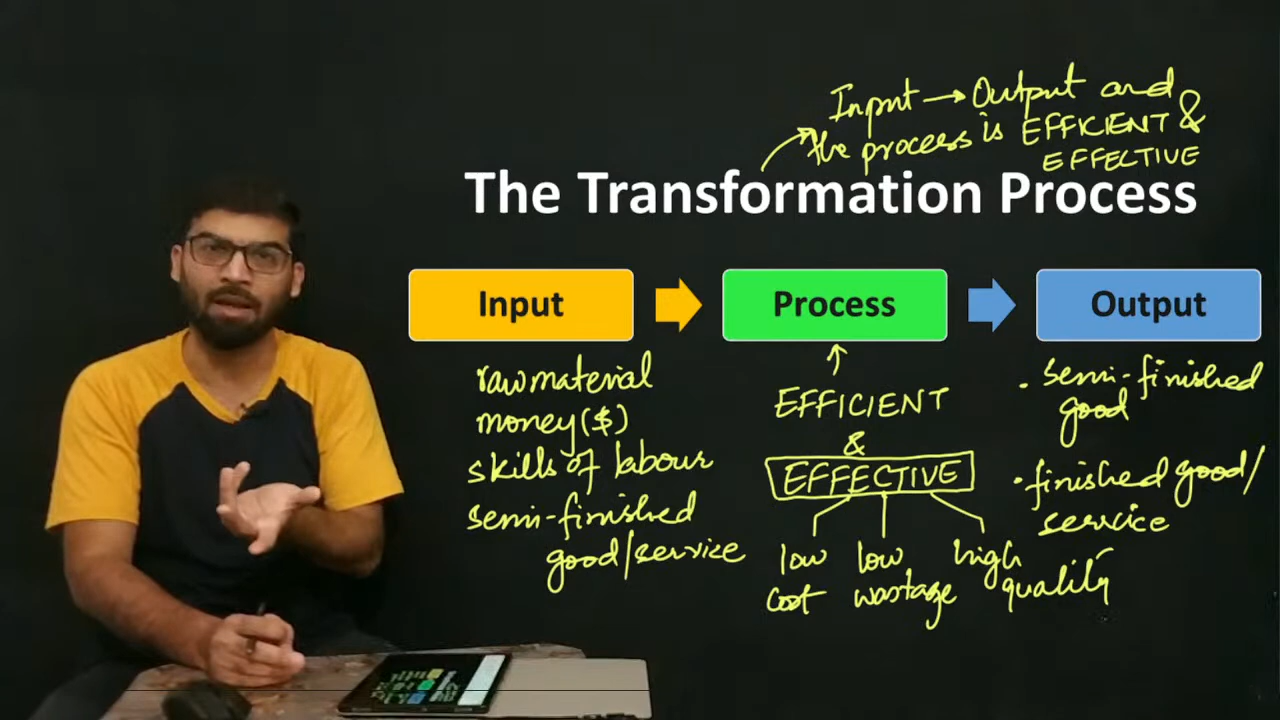 Input → Output and
the process is EFFICIENT &
EFFECTIVE
The Transformation Process
Input
Process
Output
raw material
money($)
skills of labour
semi-finished
good/service
EFFICIENT
&
EFFECTIVE
low
cost
low
wastage
high
quality
. semi-finished
good
. finished good/
service